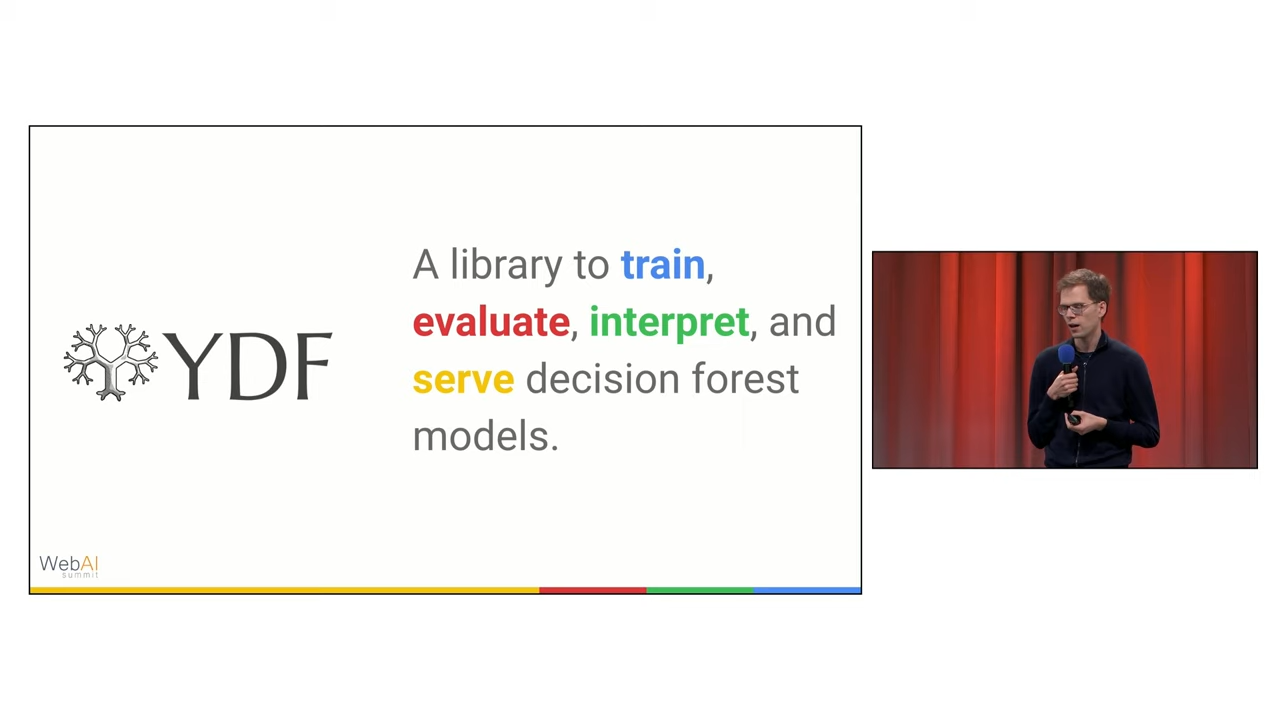 YDF
A library to train,
evaluate, interpret, and
serve decision forest
models.
WebAI
summit